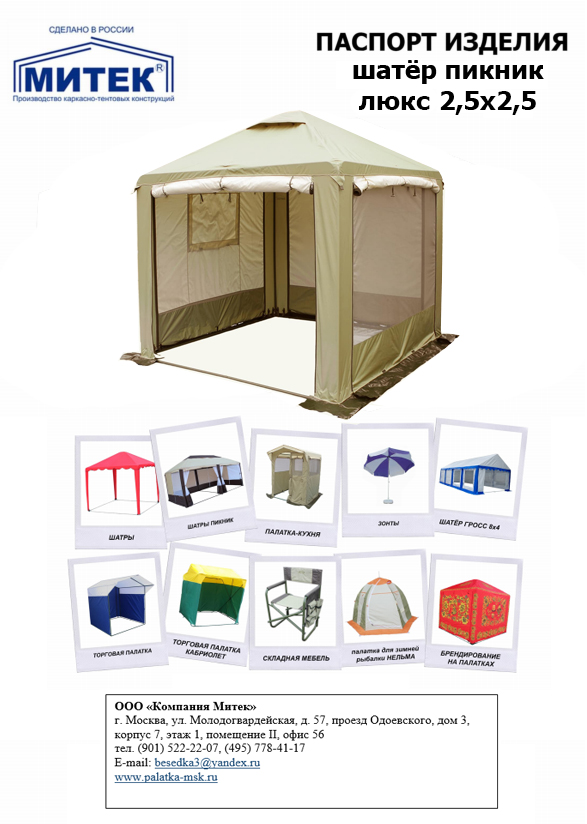 СДЕЛАНО В РОССИИ
МИТЕК®
Производство каркасно-тентовых конструкций
ПАСПОРТ ИЗДЕЛИЯ
шатёр пикник
люкс 2,5х2,5
ШАТРЫ
ШАТРЫ ПИКНИК
ПАЛАТКА-КУХНЯ
ЗОНТЫ
ШАТЁР ГРОСС 8х4
ТОРГОВАЯ ПАЛАТКА
ТОРГОВАЯ ПАЛАТКА
КАБРИОЛЕТ
СКЛАДНАЯ МЕБЕЛЬ
палатка для зимней
рыбалки НЕЛЬМА
БРЕНДИРОВАНИЕ
НА ПАЛАТКАХ
ООО «Компания Митек»
г. Москва, ул. Молодогвардейская, д. 57, проезд Одоевского, дом 3,
корпус 7, этаж 1, помещение II, офис 56
тел. (901) 522-22-07, (495) 778-41-17
E-mail: besedka3@yandex.ru
www.palatka-msk.ru